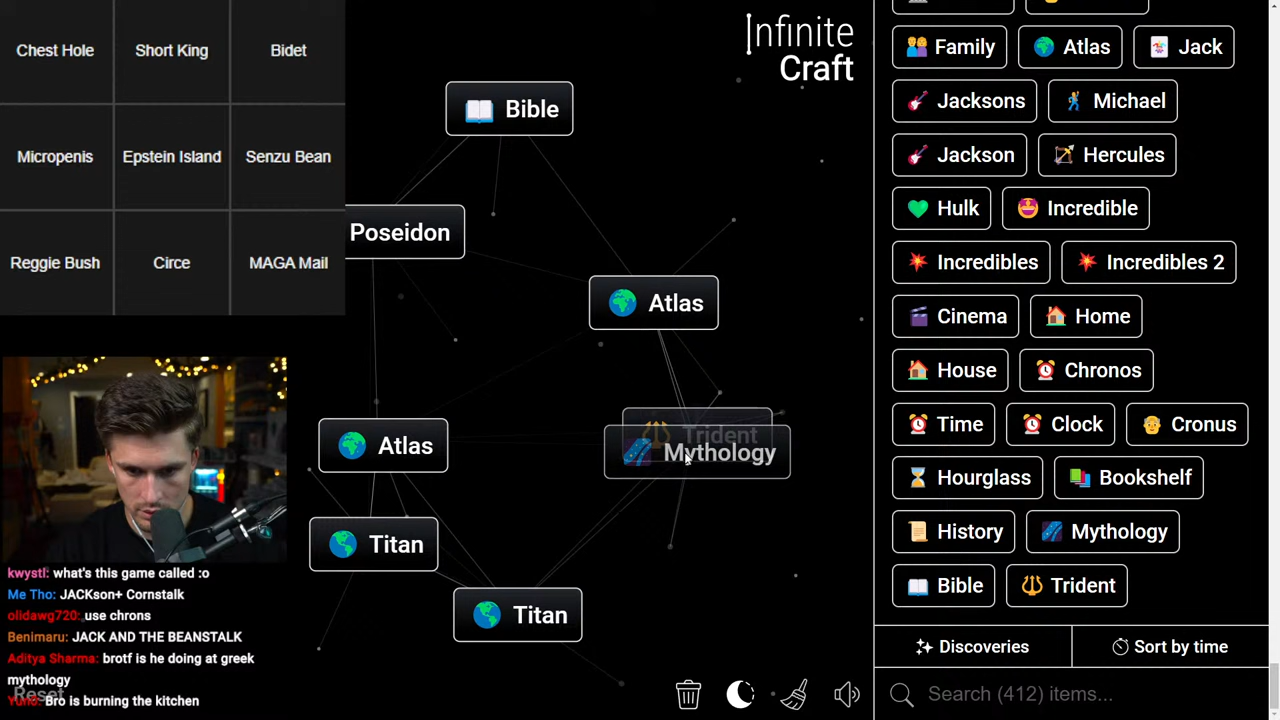 Chest Hole
Short King
Bidet
Micropenis
Epstein Island
Senzu Bean
Reggie Bush
Circe
MAGA Mail
Infinite
Craft
Bible
Poseidon
Atlas
Trident
Mythology
Atlas
Titan
Titan
Family
Atlas
Jack
Jacksons
Michael
Jackson
Hercules
Hulk
Incredible
Incredibles
Incredibles 2
Cinema
Home
House
Chronos
Time
Clock
Cronus
Hourglass
Bookshelf
History
Mythology
Bible
Trident
Discoveries
Sort by time
Search (412) items...
kwystl: what's this game called :o
Me Tho: JACKson+ Cornstalk
olidawg720: use chrons
Benimaru: JACK AND THE BEANSTALK
Aditya Sharma: brotf is he doing at greek
mythology
Reset
Bro is burning the kitchen